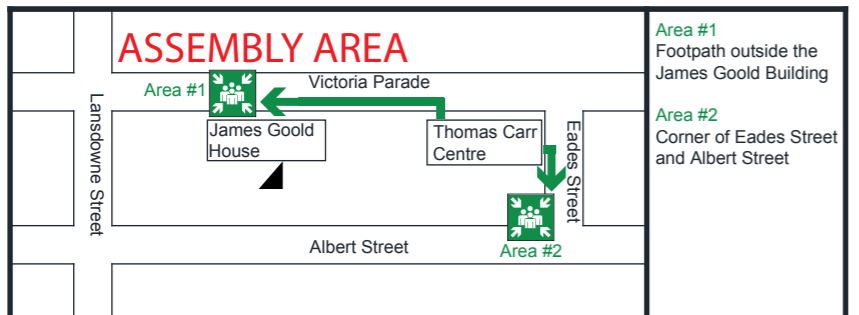 ASSEMBLY AREA
Area #1
Victoria Parade
Lansdowne Street
James Goold
House
Thomas Carr
Centre
Eades Street
Albert Street
Area #2
Area #1
Footpath outside the
James Goold Building
Area #2
Corner of Eades Street
and Albert Street